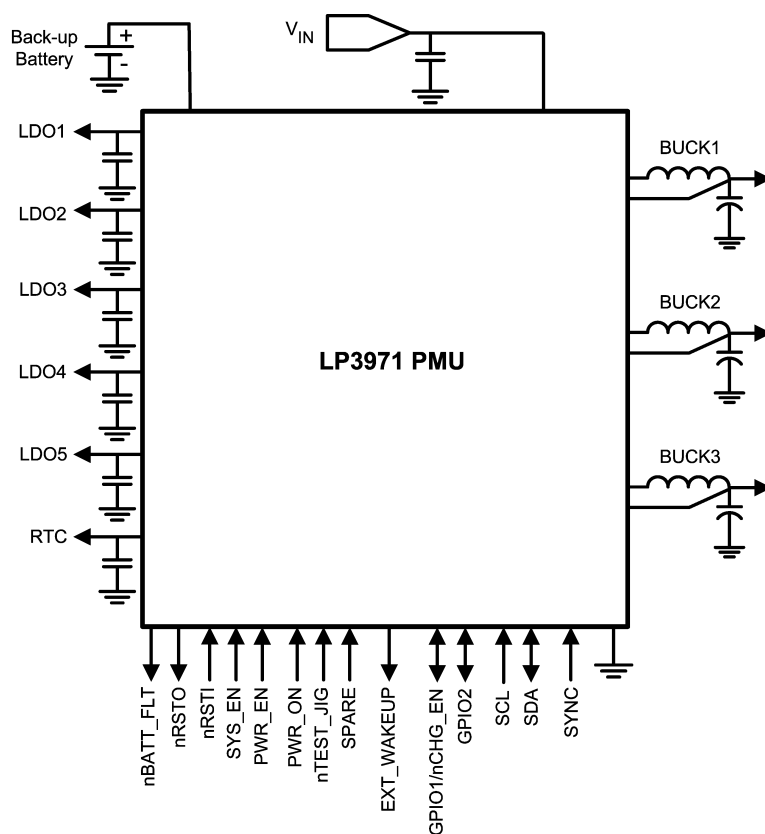 Back-up
Battery
+
-
VIN
LDO1
LDO2
LDO3
LDO4
LDO5
RTC
LP3971 PMU
BUCK1
BUCK2
BUCK3
nBATT_FLT
nRSTO
nRSTI
SYS_EN
PWR_EN
PWR_ON
nTEST_JIG
SPARE
EXT_WAKEUP
GPIO1/nCHG_EN
GPIO2
SCL
SDA
SYNC